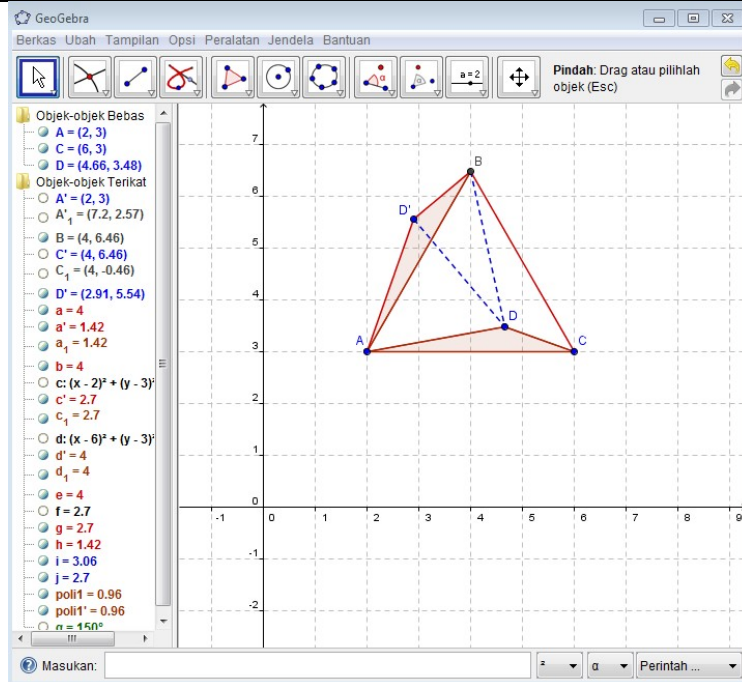 GeoGebra
Berkas Ubah Tampilan Opsi Peralatan Jendela Bantuan
a = 2
Pindah: Drag atau pilihlah
objek (Esc)
Objek-objek Bebas
A = (2, 3)
C = (6, 3)
D = (4.66, 3.48)
Objek-objek Terikat
A' = (2, 3)
A'₁ = (7.2, 2.57)
B = (4, 6.46)
C' = (4, 6.46)
C₁ = (4, -0.46)
D' = (2.91, 5.54)
a = 4
a' = 1.42
a₁ = 1.42
b = 4
c: (x - 2)² + (y - 3)²
c' = 2.7
c₁ = 2.7
d: (x - 6)² + (y - 3)²
d' = 4
d₁ = 4
e = 4
f = 2.7
g = 2.7
h = 1.42
i = 3.06
j = 2.7
poli1 = 0.96
poli1' = 0.96
α = 150°
7
B
6
D'
5
4
D
A
C
3
2
1
0
-1 0 1 2 3 4 5 6 7 8 9
-1
-2
Masukan:
² α Perintah ...